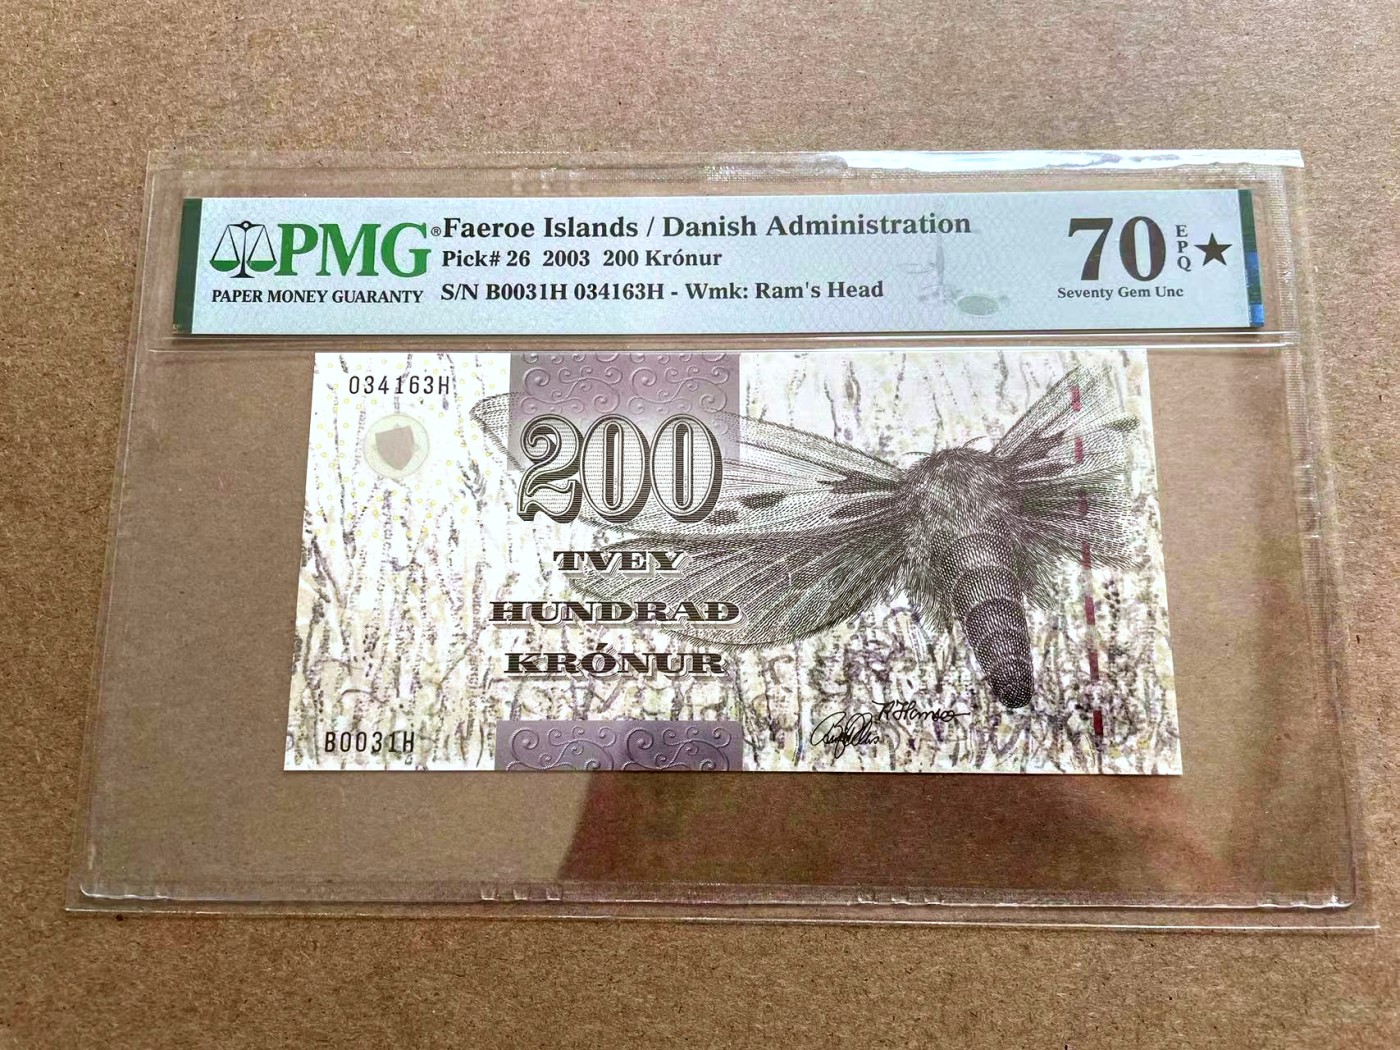 PMG®
PAPER MONEY GUARANTY
Faeroe Islands / Danish Administration
Pick# 26 2003 200 Krónur
S/N B0031H 034163H - Wmk: Ram's Head
70 EPQ ★
Seventy Gem Unc
034163H
200
TVEY
HUNDRAÐ
KRÓNUR
B0031H